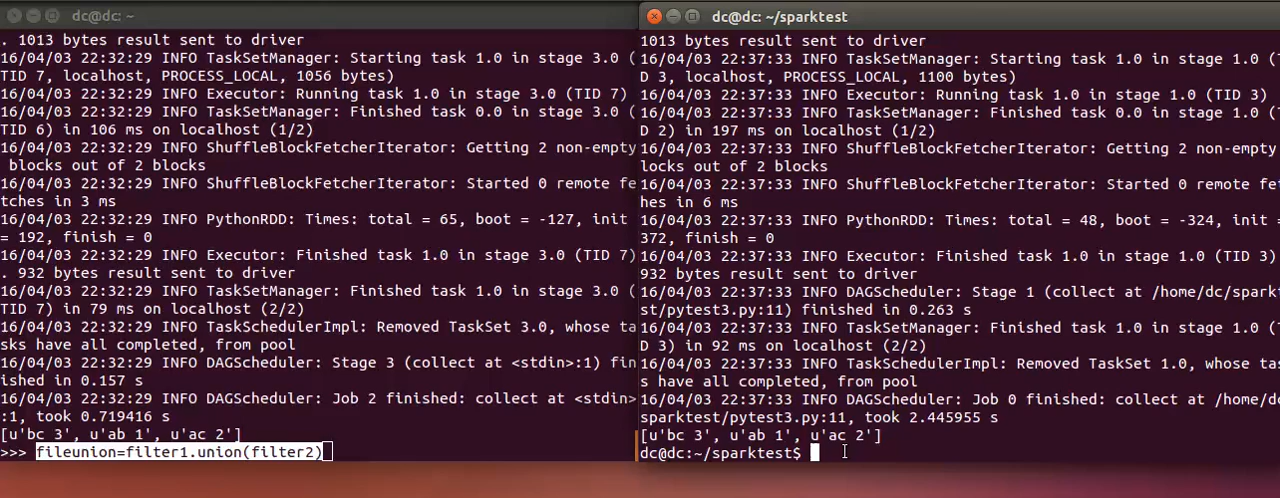 dc@dc: ~
. 1013 bytes result sent to driver
16/04/03 22:32:29 INFO TaskSetManager: Starting task 1.0 in stage 3.0 (
TID 7, localhost, PROCESS_LOCAL, 1056 bytes)
16/04/03 22:32:29 INFO Executor: Running task 1.0 in stage 3.0 (TID 7)
16/04/03 22:32:29 INFO TaskSetManager: Finished task 0.0 in stage 3.0 (
TID 6) in 106 ms on localhost (1/2)
16/04/03 22:32:29 INFO ShuffleBlockFetcherIterator: Getting 2 non-empty
blocks out of 2 blocks
16/04/03 22:32:29 INFO ShuffleBlockFetcherIterator: Started 0 remote fe
tches in 3 ms
16/04/03 22:32:29 INFO PythonRDD: Times: total = 65, boot = -127, init
= 192, finish = 0
16/04/03 22:32:29 INFO Executor: Finished task 1.0 in stage 3.0 (TID 7)
. 932 bytes result sent to driver
16/04/03 22:32:29 INFO TaskSetManager: Finished task 1.0 in stage 3.0 (
TID 7) in 79 ms on localhost (2/2)
16/04/03 22:32:29 INFO TaskSchedulerImpl: Removed TaskSet 3.0, whose ta
sks have all completed, from pool
16/04/03 22:32:29 INFO DAGScheduler: Stage 3 (collect at <stdin>:1) fin
ished in 0.157 s
16/04/03 22:32:29 INFO DAGScheduler: Job 2 finished: collect at <stdin>
:1, took 0.719416 s
[u'bc 3', u'ab 1', u'ac 2']
>>> fileunion=filter1.union(filter2)
dc@dc: ~/sparktest
1013 bytes result sent to driver
16/04/03 22:37:33 INFO TaskSetManager: Starting task 1.0 in stage 1.0 (T
D 3, localhost, PROCESS_LOCAL, 1100 bytes)
16/04/03 22:37:33 INFO Executor: Running task 1.0 in stage 1.0 (TID 3)
16/04/03 22:37:33 INFO TaskSetManager: Finished task 0.0 in stage 1.0 (T
D 2) in 197 ms on localhost (1/2)
16/04/03 22:37:33 INFO ShuffleBlockFetcherIterator: Getting 2 non-empty
locks out of 2 blocks
16/04/03 22:37:33 INFO ShuffleBlockFetcherIterator: Started 0 remote fet
hes in 6 ms
16/04/03 22:37:33 INFO PythonRDD: Times: total = 48, boot = -324, init =
372, finish = 0
16/04/03 22:37:33 INFO Executor: Finished task 1.0 in stage 1.0 (TID 3)
932 bytes result sent to driver
16/04/03 22:37:33 INFO DAGScheduler: Stage 1 (collect at /home/dc/spark
st/pytest3.py:11) finished in 0.263 s
16/04/03 22:37:33 INFO TaskSetManager: Finished task 1.0 in stage 1.0 (T
D 3) in 92 ms on localhost (2/2)
16/04/03 22:37:33 INFO TaskSchedulerImpl: Removed TaskSet 1.0, whose tas
s have all completed, from pool
16/04/03 22:37:33 INFO DAGScheduler: Job 0 finished: collect at /home/dc
sparktest/pytest3.py:11, took 2.445955 s
[u'bc 3', u'ab 1', u'ac 2']
dc@dc:~/sparktest$